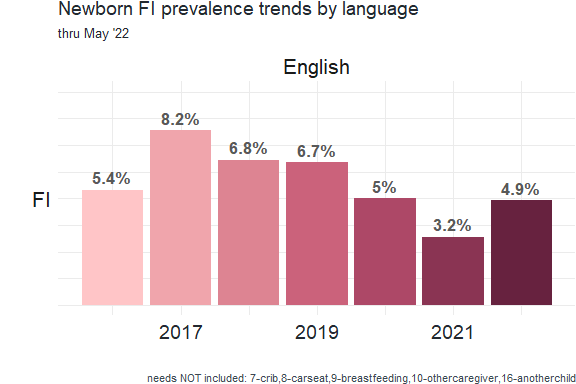 Newborn FI prevalence trends by language
thru May '22
English
8.2%
6.8%
6.7%
5.4%
5%
4.9%
3.2%
FI
2017 2019 2021
needs NOT included: 7-crib,8-carseat,9-breastfeeding,10-othercaregiver,16-anotherchild